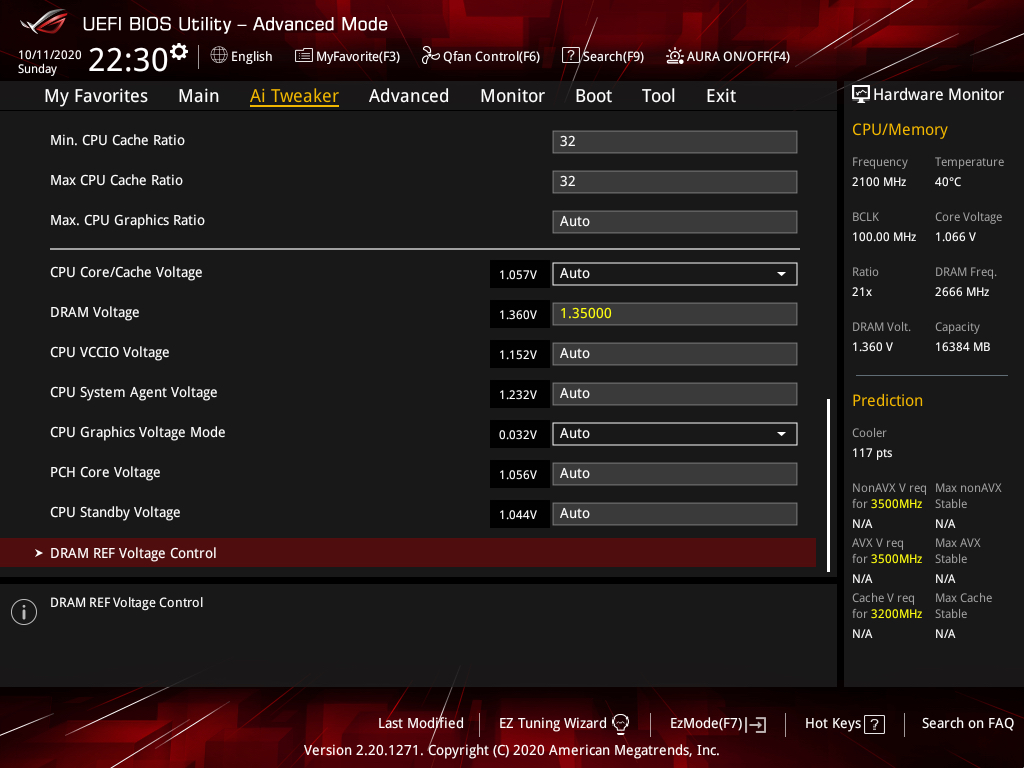 UEFI BIOS Utility – Advanced Mode
10/11/2020
Sunday
22:30
English
MyFavorite(F3)
Qfan Control(F6)
? Search(F9)
AURA ON/OFF(F4)
My Favorites Main Ai Tweaker Advanced Monitor Boot Tool Exit
Min. CPU Cache Ratio 32
Max CPU Cache Ratio 32
Max. CPU Graphics Ratio Auto
CPU Core/Cache Voltage 1.057V Auto
DRAM Voltage 1.360V 1.35000
CPU VCCIO Voltage 1.152V Auto
CPU System Agent Voltage 1.232V Auto
CPU Graphics Voltage Mode 0.032V Auto
PCH Core Voltage 1.056V Auto
CPU Standby Voltage 1.044V Auto
DRAM REF Voltage Control
DRAM REF Voltage Control
Hardware Monitor
CPU/Memory
Frequency Temperature
2100 MHz 40°C
BCLK Core Voltage
100.00 MHz 1.066 V
Ratio DRAM Freq.
21x 2666 MHz
DRAM Volt. Capacity
1.360 V 16384 MB
Prediction
Cooler
117 pts
NonAVX V req Max nonAVX
for 3500MHz Stable
N/A N/A
AVX V req Max AVX
for 3500MHz Stable
N/A N/A
Cache V req Max Cache
for 3200MHz Stable
N/A N/A
Last Modified
EZ Tuning Wizard
EzMode(F7)
Hot Keys ?
Search on FAQ
Version 2.20.1271. Copyright (C) 2020 American Megatrends, Inc.